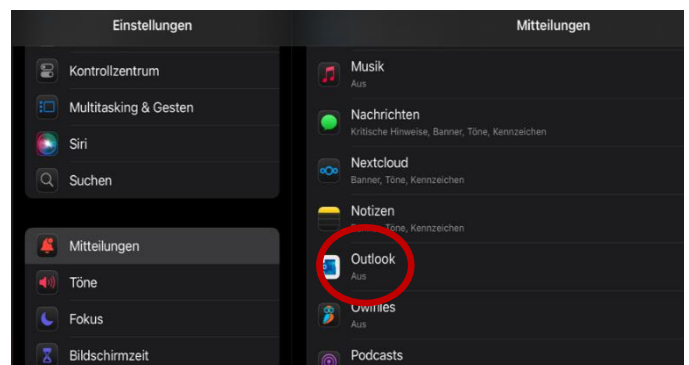 Einstellungen
Kontrollzentrum
Multitasking & Gesten
Siri
Suchen
Mitteilungen
Töne
Fokus
Bildschirmzeit
Mitteilungen
Musik
Aus
Nachrichten
Kritische Hinweise, Banner, Töne, Kennzeichen
Nextcloud
Banner, Töne, Kennzeichen
Notizen
Töne, Kennzeichen
Outlook
Aus
Owlfiles
Aus
Podcasts